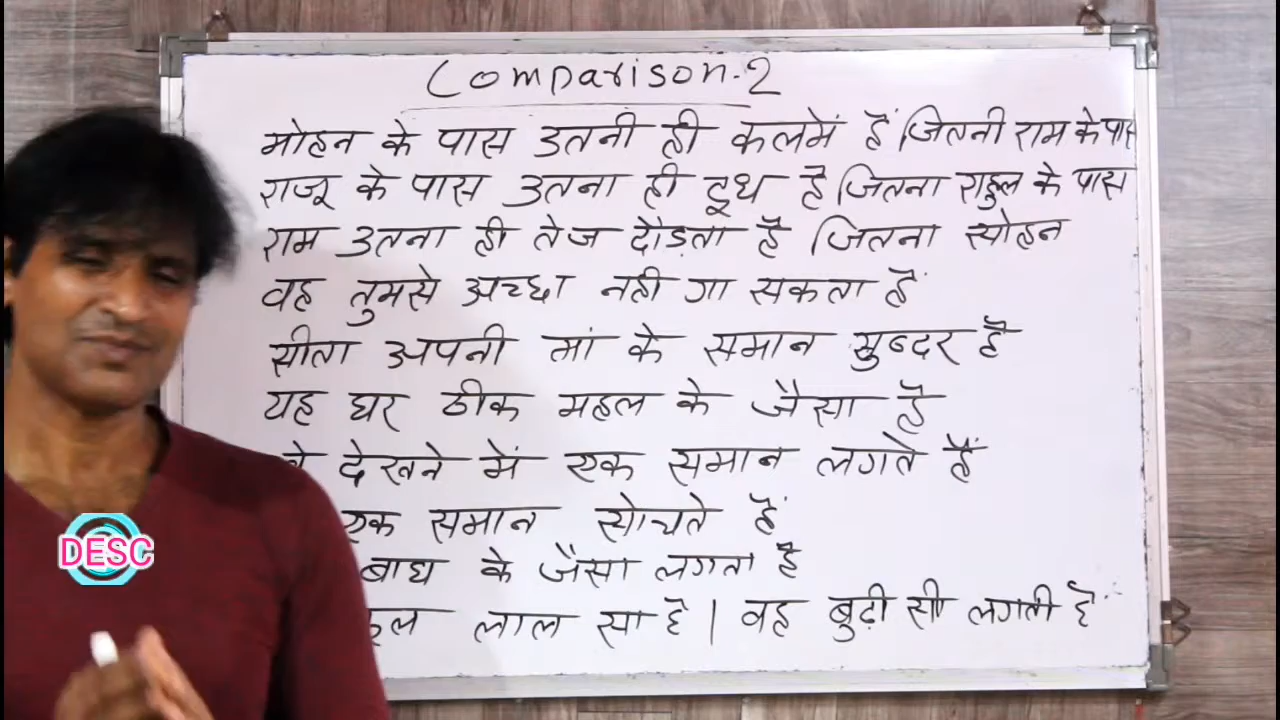 Comparison-2
मोहन के पास उतनी ही कलमें हैं जितनी राम के पास
राजू के पास उतना ही दूध है जितना राहुल के पास
राम उतना ही तेज दौड़ता है जितना सोहन
वह तुमसे अच्छा नही गा सकता हैं
सीता अपनी मां के समान सुन्दर है
यह घर ठीक महल के जैसा है
देखने में एक समान लगते हैं
एक समान सोचते हैं
बाघ के जैसा लगता है
लाल सा है | वह बुढ़ी सी लगती है
DESC